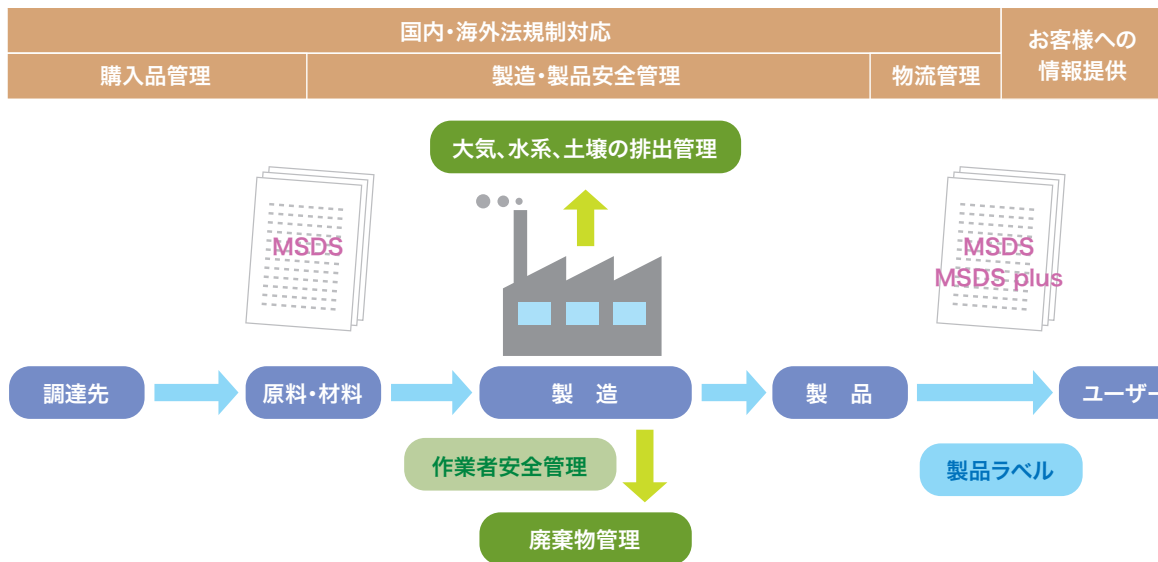 国内・海外法規制対応
お客様への
情報提供
購入品管理
製造・製品安全管理
物流管理
大気、水系、土壌の排出管理
MSDS
MSDS
MSDS plus
調達先
原料・材料
製　造
製　品
ユーザー
作業者安全管理
製品ラベル
廃棄物管理